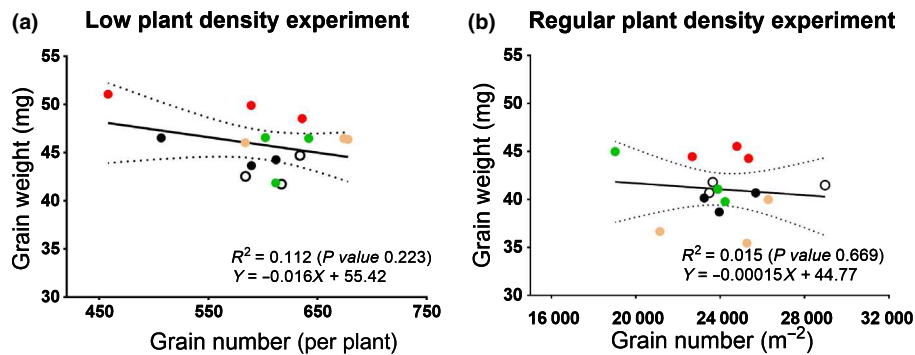 (a) Low plant density experiment
55
50
45
40
35
30
Grain weight (mg)
R² = 0.112 (P value 0.223)
Y = −0.016X + 55.42
450 550 650 750
Grain number (per plant)
(b) Regular plant density experiment
55
50
45
40
35
30
Grain weight (mg)
R² = 0.015 (P value 0.669)
Y = −0.00015X + 44.77
16 000 20 000 24 000 28 000 32 000
Grain number (m⁻²)